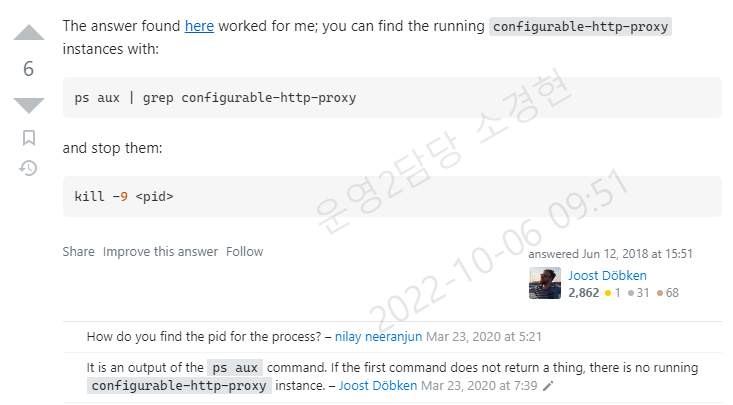 The answer found here worked for me; you can find the running configurable-http-proxy
instances with:
6
ps aux | grep configurable-http-proxy
and stop them:
kill -9 <pid>
Share Improve this answer Follow
answered Jun 12, 2018 at 15:51
Joost Döbken
2,862 1 31 68
How do you find the pid for the process? – nilay neeranjun Mar 23, 2020 at 5:21
It is an output of the ps aux command. If the first command does not return a thing, there is no running
configurable-http-proxy instance. – Joost Döbken Mar 23, 2020 at 7:39
운영2담당 소경현
2022-10-06 09:51